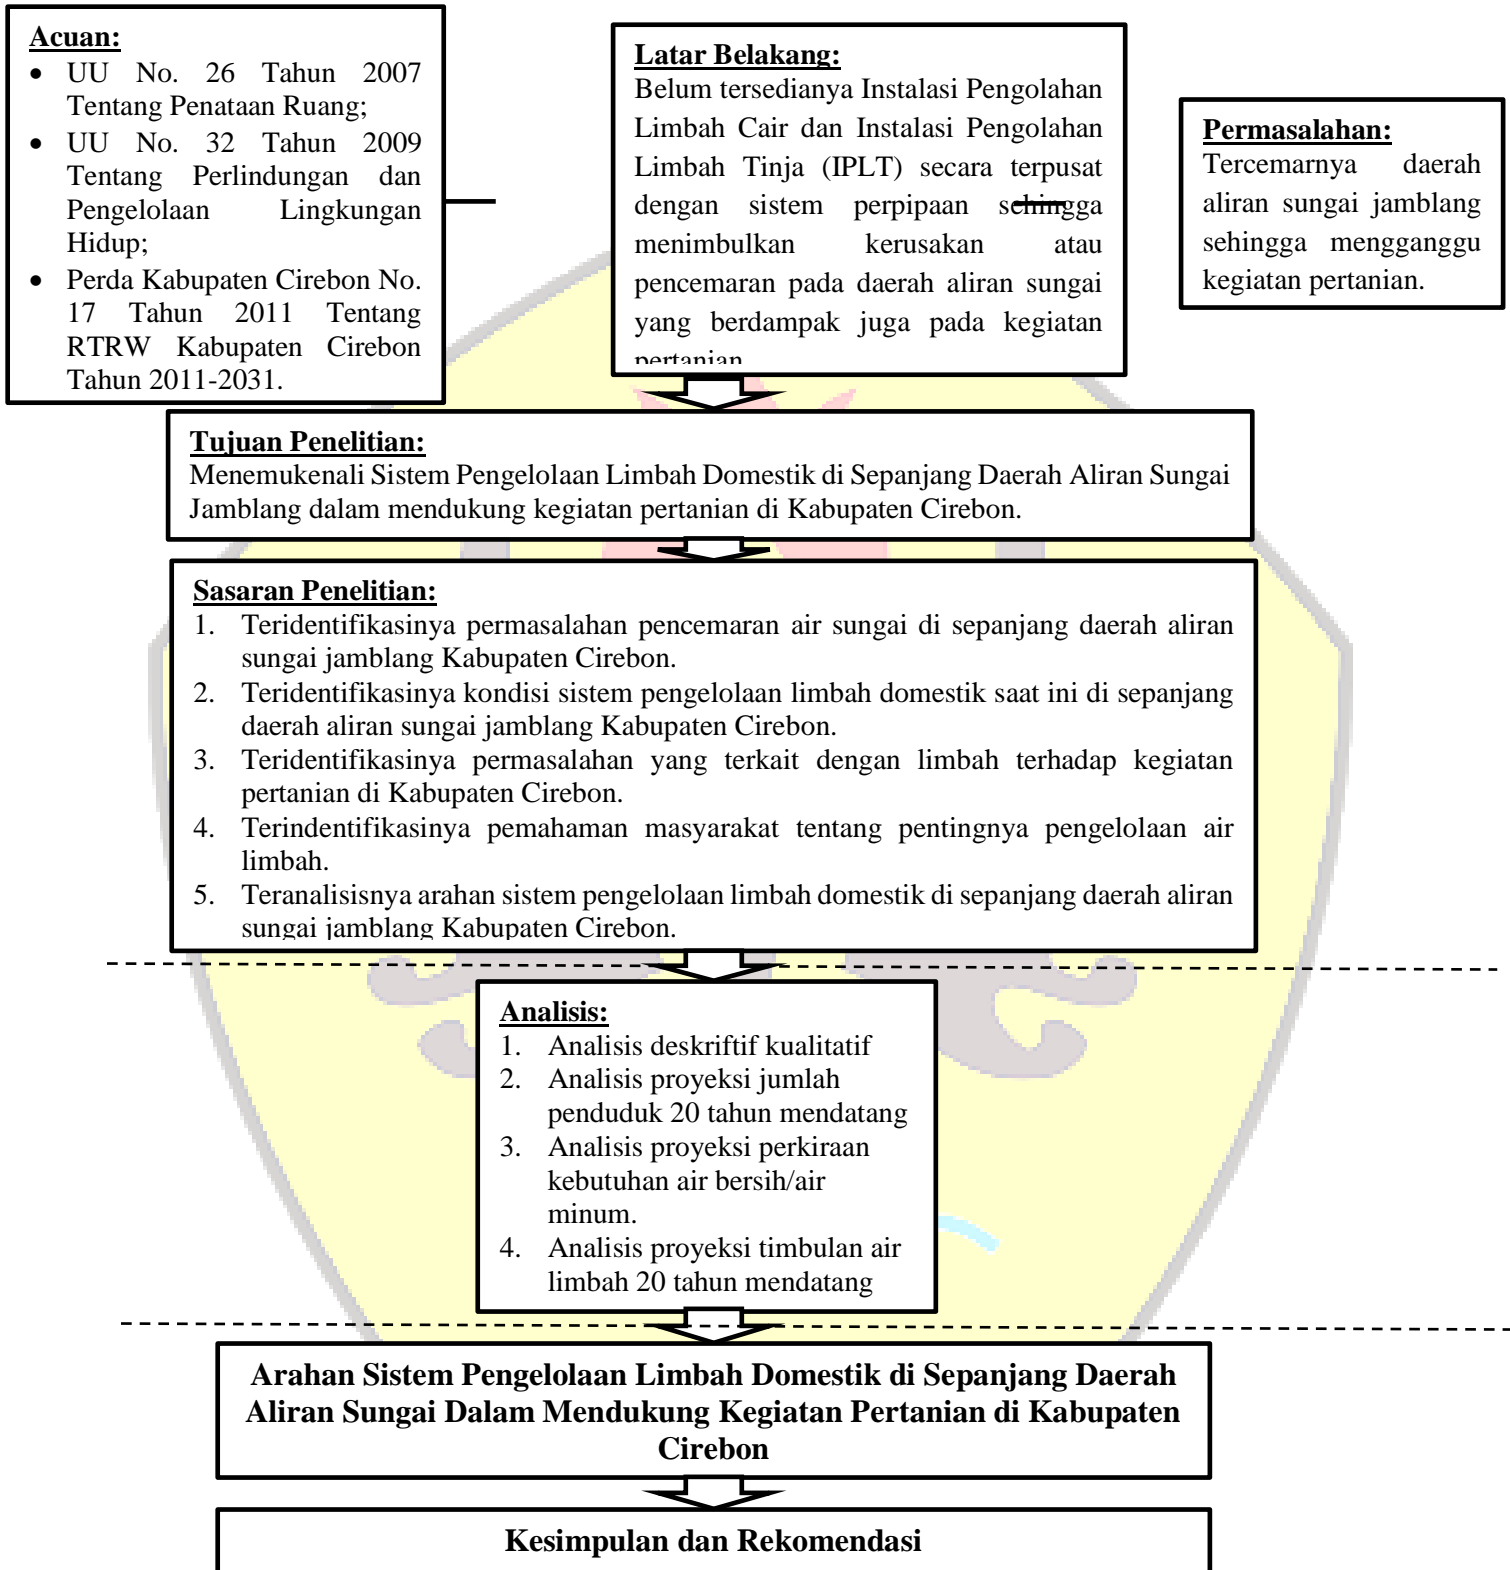 Acuan:
• UU No. 26 Tahun 2007
Tentang Penataan Ruang;
• UU No. 32 Tahun 2009
Tentang Perlindungan dan
Pengelolaan Lingkungan
Hidup;
• Perda Kabupaten Cirebon No.
17 Tahun 2011 Tentang
RTRW Kabupaten Cirebon
Tahun 2011-2031.
Latar Belakang:
Belum tersedianya Instalasi Pengolahan
Limbah Cair dan Instalasi Pengolahan
Limbah Tinja (IPLT) secara terpusat
dengan sistem perpipaan sehingga
menimbulkan kerusakan atau
pencemaran pada daerah aliran sungai
yang berdampak juga pada kegiatan
pertanian
Permasalahan:
Tercemarnya daerah
aliran sungai jamblang
sehingga mengganggu
kegiatan pertanian.
Tujuan Penelitian:
Menemukenali Sistem Pengelolaan Limbah Domestik di Sepanjang Daerah Aliran Sungai
Jamblang dalam mendukung kegiatan pertanian di Kabupaten Cirebon.
Sasaran Penelitian:
1. Teridentifikasinya permasalahan pencemaran air sungai di sepanjang daerah aliran
sungai jamblang Kabupaten Cirebon.
2. Teridentifikasinya kondisi sistem pengelolaan limbah domestik saat ini di sepanjang
daerah aliran sungai jamblang Kabupaten Cirebon.
3. Teridentifikasinya permasalahan yang terkait dengan limbah terhadap kegiatan
pertanian di Kabupaten Cirebon.
4. Terindentifikasinya pemahaman masyarakat tentang pentingnya pengelolaan air
limbah.
5. Teranalisisnya arahan sistem pengelolaan limbah domestik di sepanjang daerah aliran
sungai jamblang Kabupaten Cirebon.
Analisis:
1. Analisis deskriftif kualitatif
2. Analisis proyeksi jumlah
penduduk 20 tahun mendatang
3. Analisis proyeksi perkiraan
kebutuhan air bersih/air
minum.
4. Analisis proyeksi timbulan air
limbah 20 tahun mendatang
Arahan Sistem Pengelolaan Limbah Domestik di Sepanjang Daerah
Aliran Sungai Dalam Mendukung Kegiatan Pertanian di Kabupaten
Cirebon
Kesimpulan dan Rekomendasi